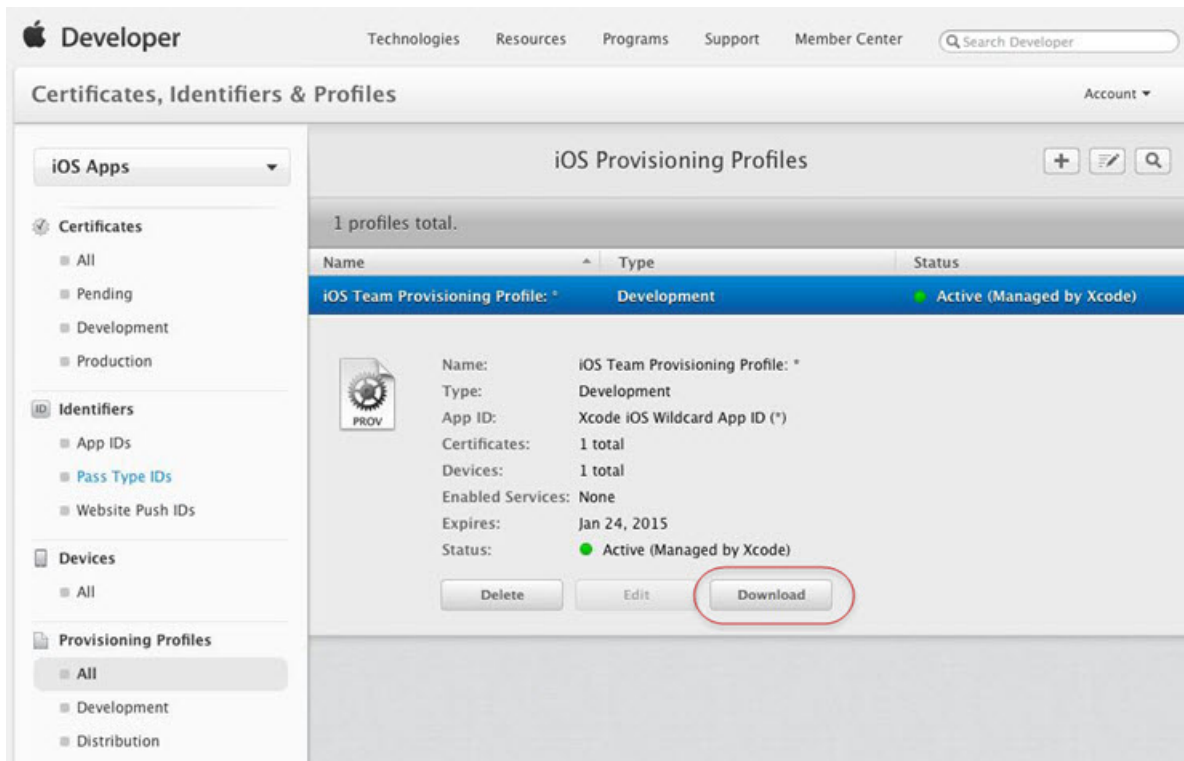 Developer Technologies Resources Programs Support Member Center Search Developer
Certificates, Identifiers & Profiles Account
iOS Apps
Certificates
All
Pending
Development
Production
ID Identifiers
App IDs
Pass Type IDs
Website Push IDs
Devices
All
Provisioning Profiles
All
Development
Distribution
iOS Provisioning Profiles
1 profiles total.
Name Type Status
iOS Team Provisioning Profile: * Development Active (Managed by Xcode)
PROV
Name: iOS Team Provisioning Profile: *
Type: Development
App ID: Xcode iOS Wildcard App ID (*)
Certificates: 1 total
Devices: 1 total
Enabled Services: None
Expires: Jan 24, 2015
Status: Active (Managed by Xcode)
Delete Edit Download